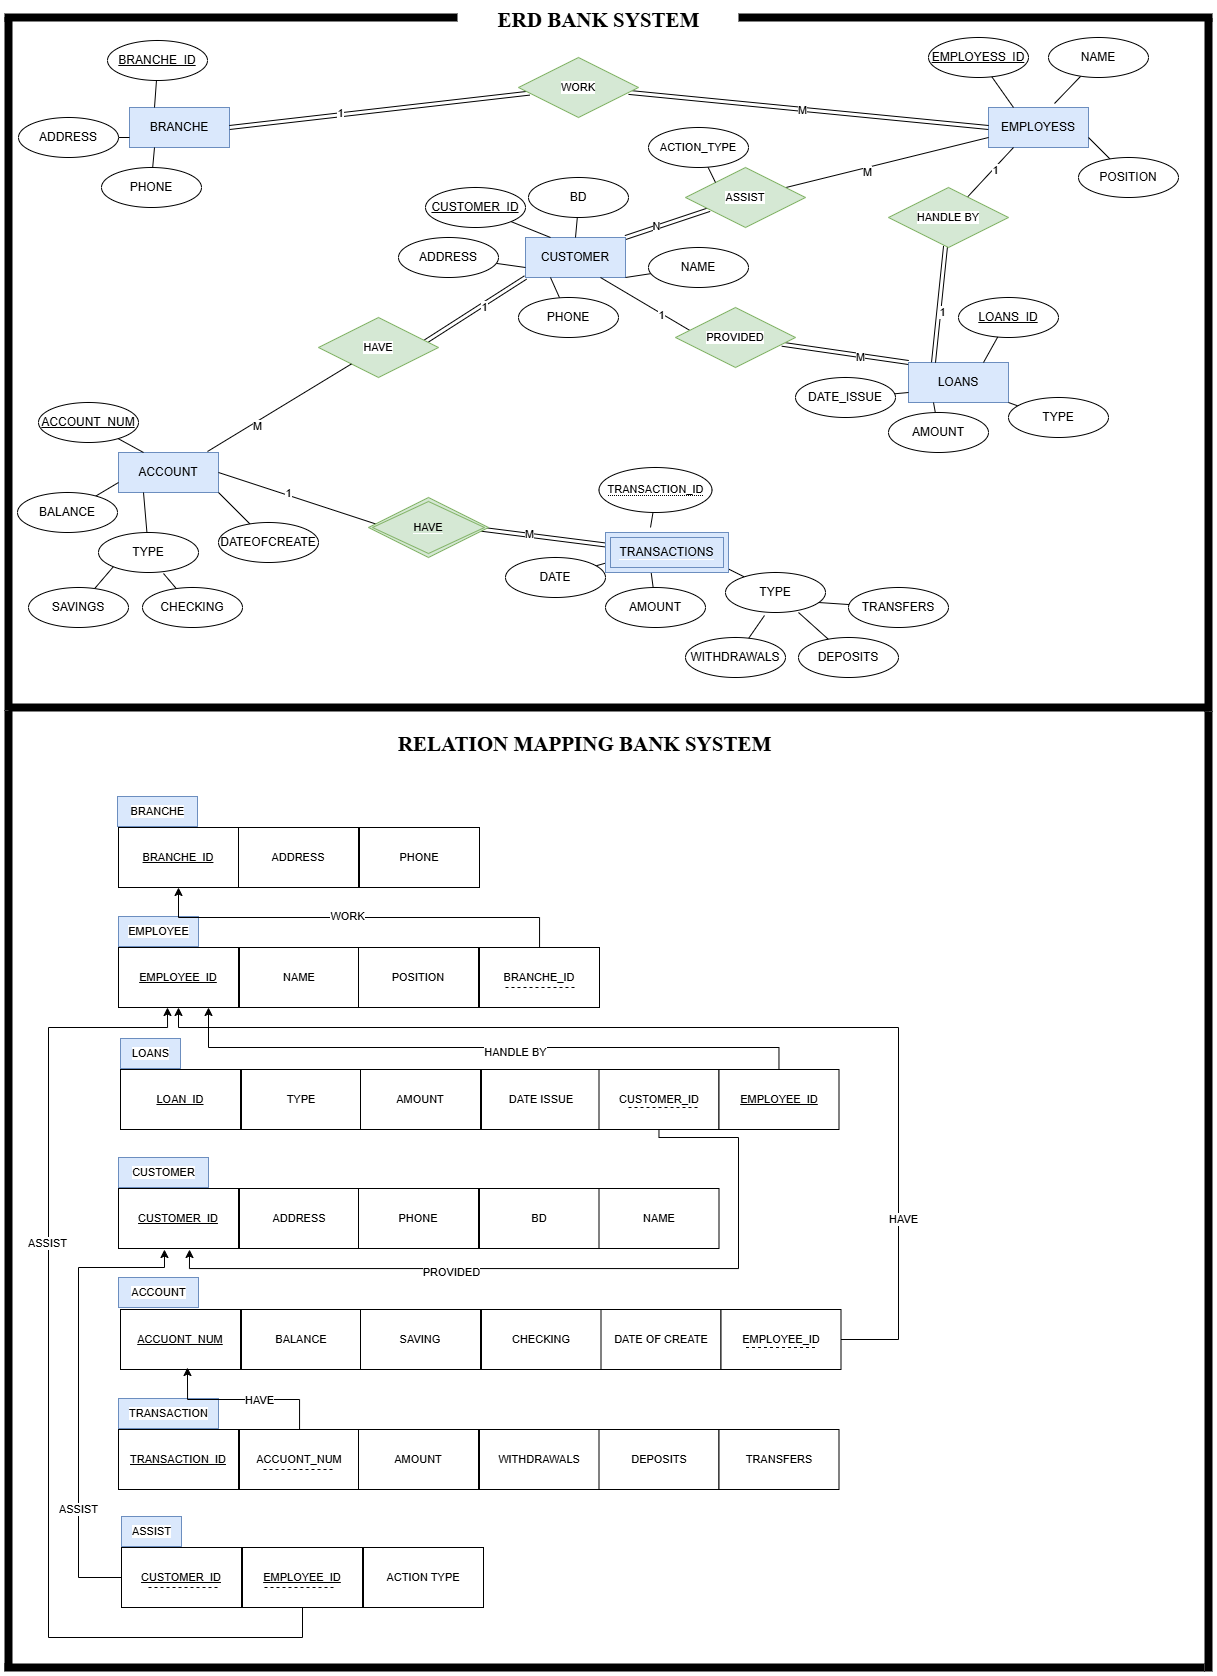 ERD BANK SYSTEM
BRANCHE_ID
EMPLOYESS_ID
NAME
WORK
1
M
BRANCHE
EMPLOYESS
ADDRESS
ACTION_TYPE
PHONE
M
1
POSITION
CUSTOMER_ID
BD
ASSIST
HANDLE BY
N
ADDRESS
CUSTOMER
NAME
1
PHONE
1
1
LOANS_ID
HAVE
PROVIDED
M
LOANS
DATE_ISSUE
TYPE
ACCOUNT_NUM
M
AMOUNT
ACCOUNT
1
TRANSACTION_ID
BALANCE
HAVE
M
DATEOFCREATE
TYPE
TRANSACTIONS
DATE
TYPE
SAVINGS
CHECKING
AMOUNT
TRANSFERS
WITHDRAWALS
DEPOSITS
RELATION MAPPING BANK SYSTEM
BRANCHE
BRANCHE_ID
ADDRESS
PHONE
WORK
EMPLOYEE
EMPLOYEE_ID
NAME
POSITION
BRANCHE_ID
LOANS
HANDLE BY
LOAN_ID
TYPE
AMOUNT
DATE ISSUE
CUSTOMER_ID
EMPLOYEE_ID
CUSTOMER
CUSTOMER_ID
ADDRESS
PHONE
BD
NAME
HAVE
ASSIST
PROVIDED
ACCOUNT
ACCUONT_NUM
BALANCE
SAVING
CHECKING
DATE OF CREATE
EMPLOYEE_ID
HAVE
TRANSACTION
TRANSACTION_ID
ACCUONT_NUM
AMOUNT
WITHDRAWALS
DEPOSITS
TRANSFERS
ASSIST
ASSIST
CUSTOMER_ID
EMPLOYEE_ID
ACTION TYPE